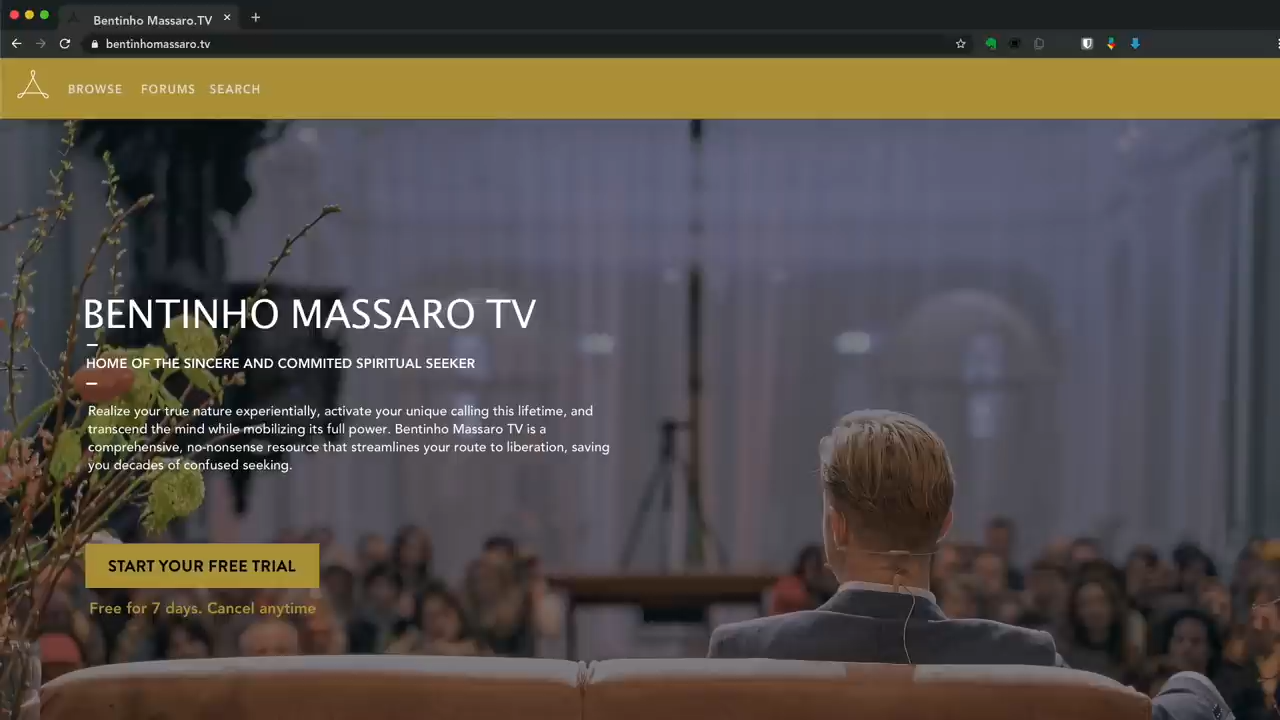 Bentinho Massaro.TV
bentinhomassaro.tv
BROWSE FORUMS SEARCH
BENTINHO MASSARO TV
HOME OF THE SINCERE AND COMMITED SPIRITUAL SEEKER
Realize your true nature experientially, activate your unique calling this lifetime, and
transcend the mind while mobilizing its full power. Bentinho Massaro TV is a
comprehensive, no-nonsense resource that streamlines your route to liberation, saving
you decades of confused seeking.
START YOUR FREE TRIAL
Free for 7 days. Cancel anytime